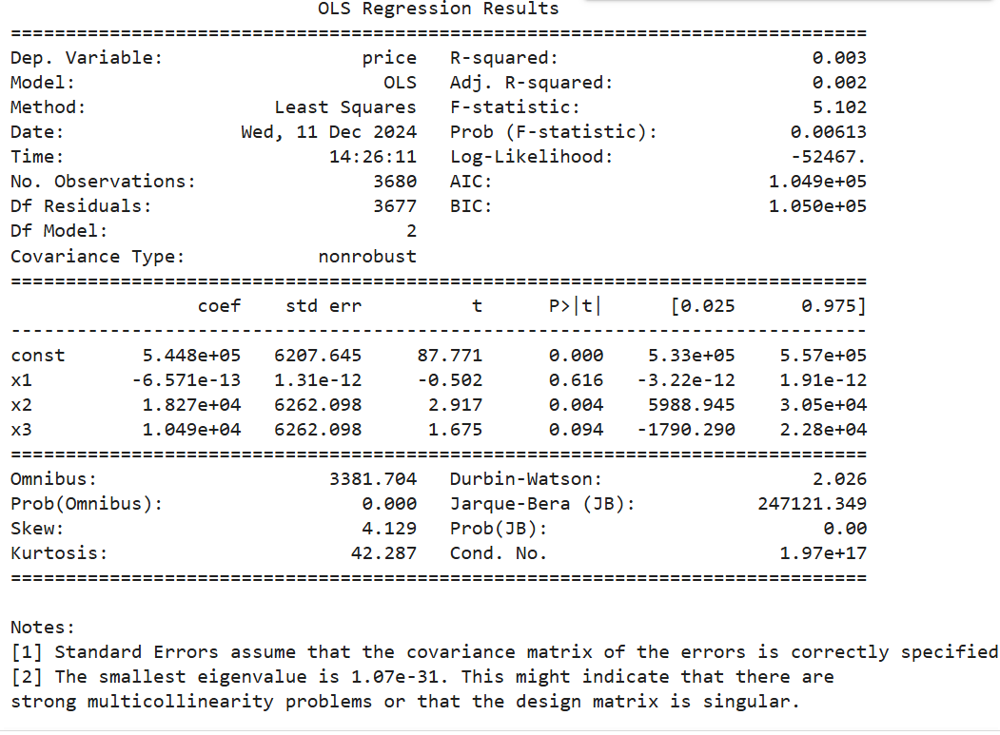 OLS Regression Results
==============================================================================
Dep. Variable: price R-squared: 0.003
Model: OLS Adj. R-squared: 0.002
Method: Least Squares F-statistic: 5.102
Date: Wed, 11 Dec 2024 Prob (F-statistic): 0.00613
Time: 14:26:11 Log-Likelihood: -52467.
No. Observations: 3680 AIC: 1.049e+05
Df Residuals: 3677 BIC: 1.050e+05
Df Model: 2
Covariance Type: nonrobust
==============================================================================
coef std err t P>|t| [0.025 0.975]
------------------------------------------------------------------------------
const 5.448e+05 6207.645 87.771 0.000 5.33e+05 5.57e+05
x1 -6.571e-13 1.31e-12 -0.502 0.616 -3.22e-12 1.91e-12
x2 1.827e+04 6262.098 2.917 0.004 5988.945 3.05e+04
x3 1.049e+04 6262.098 1.675 0.094 -1790.290 2.28e+04
==============================================================================
Omnibus: 3381.704 Durbin-Watson: 2.026
Prob(Omnibus): 0.000 Jarque-Bera (JB): 247121.349
Skew: 4.129 Prob(JB): 0.00
Kurtosis: 42.287 Cond. No. 1.97e+17
==============================================================================
Notes:
[1] Standard Errors assume that the covariance matrix of the errors is correctly specified
[2] The smallest eigenvalue is 1.07e-31. This might indicate that there are
strong multicollinearity problems or that the design matrix is singular.